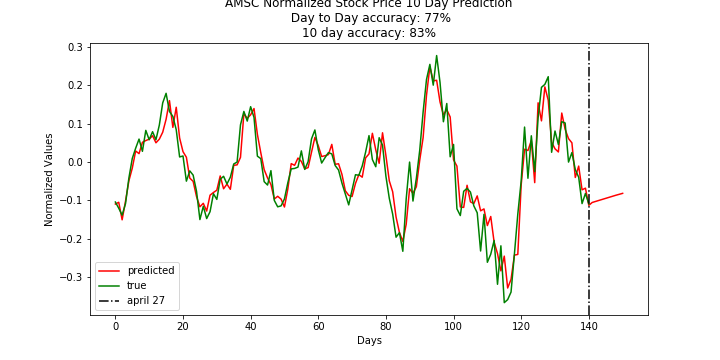 AMSC Normalized Stock Price 10 Day Prediction
Day to Day accuracy: 77%
10 day accuracy: 83%
Normalized Values
0.3
0.2
0.1
0.0
−0.1
−0.2
−0.3
predicted
true
april 27
0
20
40
60
80
100
120
140
Days